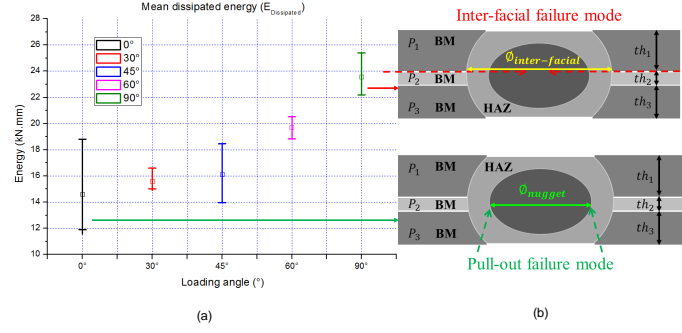 Mean dissipated energy (E_Dissipated)
28
26
24
22
20
18
16
14
12
10
Energy (kN.mm)
0°
30°
45°
60°
90°
0°
30°
45°
60°
90°
Loading angle (°)
(a)
Inter-facial failure mode
P1 BM
Ø_inter-facial
th1
P2 BM
th2
P3 BM
HAZ
th3
P1 BM
HAZ
th1
Ø_nugget
P2 BM
th2
P3 BM
th3
Pull-out failure mode
(b)